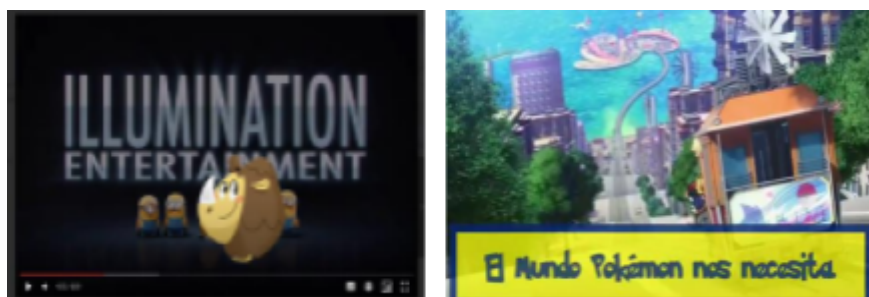 ILLUMINATION
ENTERTAINMENT
El Mundo Pokémon nos necesita